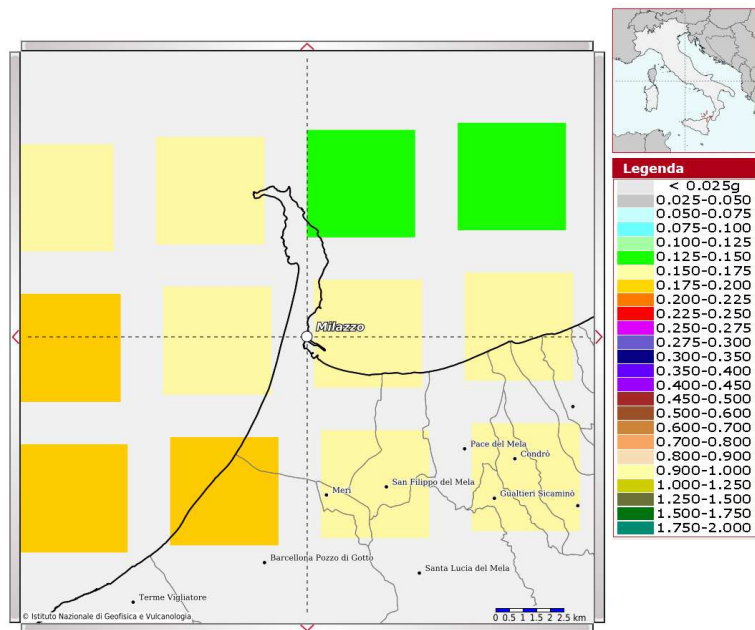 Milazzo
Pace del Mela
Condrò
San Filippo del Mela
Merì
Gualtieri Sicaminò
Barcellona Pozzo di Gotto
Santa Lucia del Mela
Terme Vigliatore
© Istituto Nazionale di Geofisica e Vulcanologia
0 0.5 1 1.5 2 2.5 km
Legenda
< 0.025g
0.025-0.050
0.050-0.075
0.075-0.100
0.100-0.125
0.125-0.150
0.150-0.175
0.175-0.200
0.200-0.225
0.225-0.250
0.250-0.275
0.275-0.300
0.300-0.350
0.350-0.400
0.400-0.450
0.450-0.500
0.500-0.600
0.600-0.700
0.700-0.800
0.800-0.900
0.900-1.000
1.000-1.250
1.250-1.500
1.500-1.750
1.750-2.000